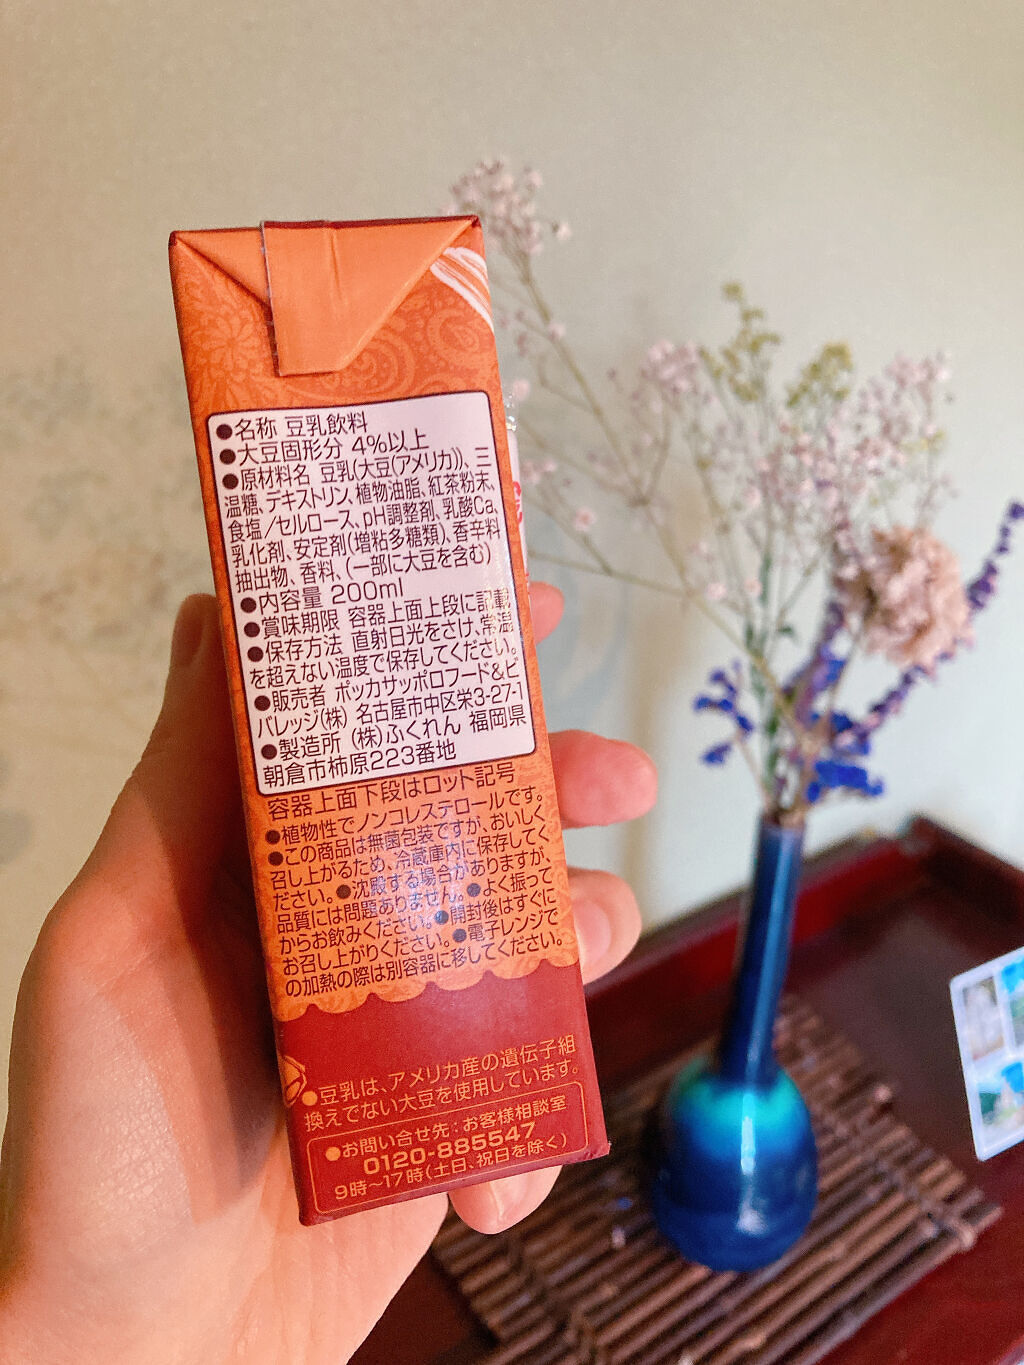 ●名称 豆乳飲料
●大豆固形分 4%以上
●原材料名 豆乳(大豆(アメリカ))、三
温糖、デキストリン、植物油脂、紅茶粉末、
食塩/セルロース、pH調整剤、乳酸Ca、
乳化剤、安定剤(増粘多糖類)、香辛料
抽出物、香料、(一部に大豆を含む)
●内容量 200ml
●賞味期限 容器上面上段に記載
●保存方法 直射日光をさけ、常温
を超えない温度で保存してください。
●販売者 ポッカサッポロフード&ビ
バレッジ(株) 名古屋市中区栄3-27-1
●製造所 (株)ふくれん 福岡県
朝倉市柿原223番地
容器上面下段はロット記号
●植物性でノンコレステロールです。
●この商品は無菌包装ですが、おいしく
召し上がるため、冷蔵庫内に保存してく
ださい。●沈殿する場合がありますが、
品質には問題ありません。●よく振って
からお飲みください。●開封後はすぐに
お召し上がりください。●電子レンジで
の加熱の際は別容器に移してください。
●豆乳は、アメリカ産の遺伝子組
換えでない大豆を使用しています。
●お問い合せ先:お客様相談室
0120-885547
9時~17時(土日、祝日を除く)